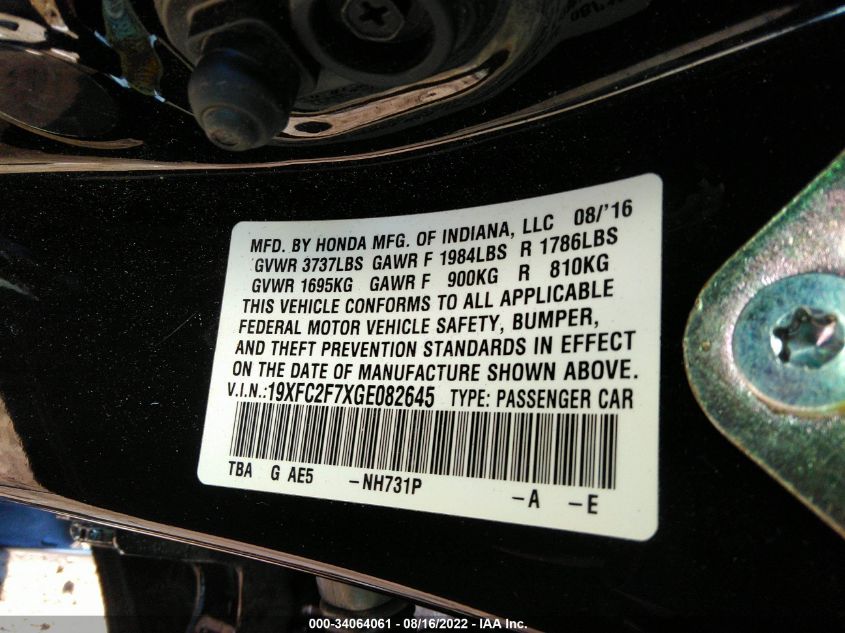 MFD. BY HONDA MFG. OF INDIANA, LLC 08/'16
GVWR 3737LBS GAWR F 1984LBS R 1786LBS
GVWR 1695KG GAWR F 900KG R 810KG
THIS VEHICLE CONFORMS TO ALL APPLICABLE
FEDERAL MOTOR VEHICLE SAFETY, BUMPER,
AND THEFT PREVENTION STANDARDS IN EFFECT
ON THE DATE OF MANUFACTURE SHOWN ABOVE.
V.I.N.:19XFC2F7XGE082645 TYPE: PASSENGER CAR
TBA G AE5 -NH731P -A -E
000-34064061 - 08/16/2022 - IAA Inc.